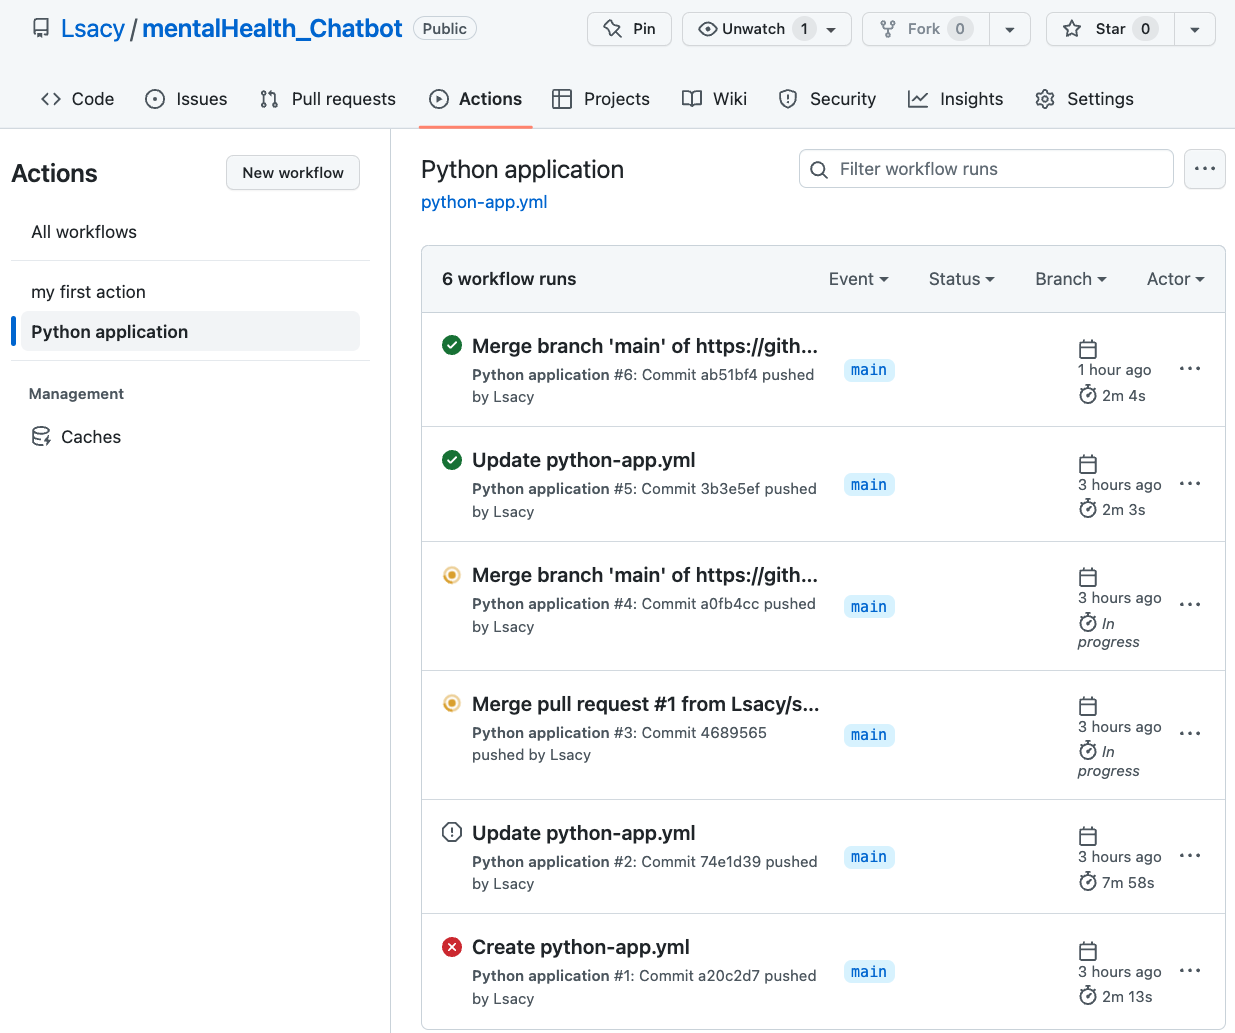 Lsacy / mentalHealth_Chatbot Public
Pin
Unwatch 1
Fork 0
Star 0
Code
Issues
Pull requests
Actions
Projects
Wiki
Security
Insights
Settings
Actions
New workflow
All workflows
my first action
Python application
Management
Caches
Python application
python-app.yml
Filter workflow runs
6 workflow runs
Event
Status
Branch
Actor
Merge branch 'main' of https://gith...
Python application #6: Commit ab51bf4 pushed
by Lsacy
main
1 hour ago
2m 4s
Update python-app.yml
Python application #5: Commit 3b3e5ef pushed
by Lsacy
main
3 hours ago
2m 3s
Merge branch 'main' of https://gith...
Python application #4: Commit a0fb4cc pushed
by Lsacy
main
3 hours ago
In
progress
Merge pull request #1 from Lsacy/s...
Python application #3: Commit 4689565
pushed by Lsacy
main
3 hours ago
In
progress
Update python-app.yml
Python application #2: Commit 74e1d39 pushed
by Lsacy
main
3 hours ago
7m 58s
Create python-app.yml
Python application #1: Commit a20c2d7 pushed
by Lsacy
main
3 hours ago
2m 13s